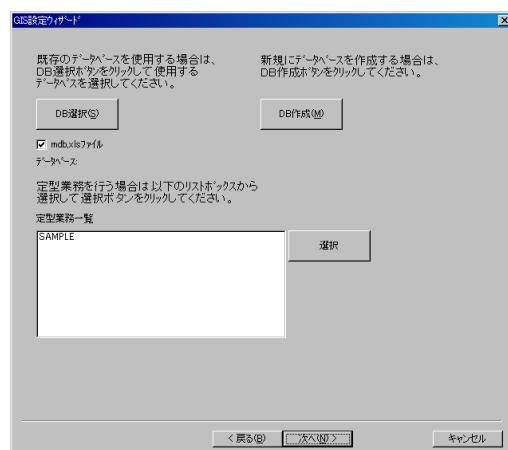 GIS設定ウィザード
既存のデータベースを使用する場合は、
DB選択ボタンをクリックして使用する
データベスを選択してください。
新規にデータベースを作成する場合は、
DB作成ボタンをクリックしてください。
DB選択(S)
DB作成(M)
mdb,xlsファイル
データベース:
定型業務を行う場合は以下のリストボックスから
選択して選択ボタンをクリックしてください。
定型業務一覧
SAMPLE
選択
< 戻る(B)
次へ(N) >
キャンセル